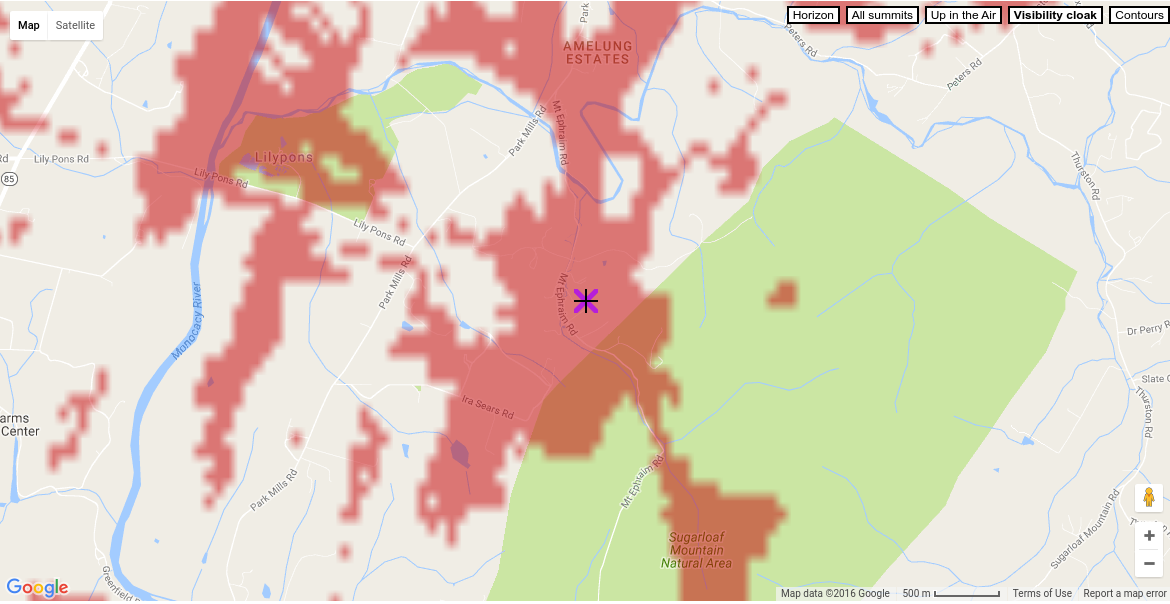 Map
Satellite
Horizon
All summits
Up in the Air
Visibility cloak
Contours
Park
Peters Rd
AMELUNG
ESTATES
Peters Rd
Mt Ephraim Rd
Park Mills Rd
Lily Pons Rd
Rd
85
Lilypons
Lily Pons Rd
Thurston Rd
Lily Pons Rd
Park Mills Rd
Mt Ephraim Rd
Monocacy River
Dr Perry R
Slate
Ira Sears Rd
Thurston Rd
arms
Center
Mt Ephraim Rd
Park Mills Rd
Sugarloaf
Mountain
Natural Area
Sugarloaf Mountain Rd
Greenfield
Google
Map data ©2016 Google
500 m
Terms of Use
Report a map error